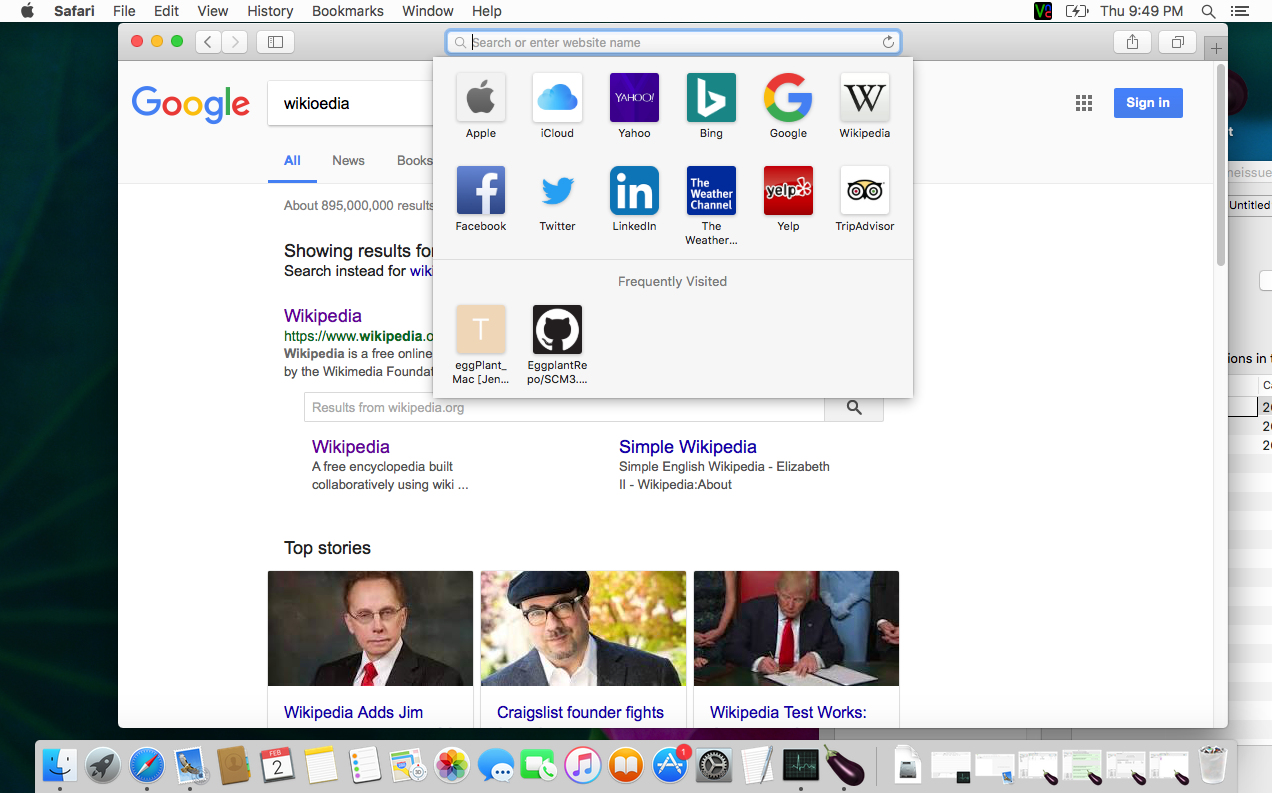 Safari File Edit View History Bookmarks Window Help
Thu 9:49 PM
Search or enter website name
Google
wikioedia
Sign in
Apple iCloud Yahoo Bing Google Wikipedia
YAHOO!
Facebook Twitter LinkedIn The Weather... Yelp TripAdvisor
The Weather Channel
yelp
Frequently Visited
T
eggPlant_Mac [Jen...
EggplantRepo/SCM3....
All News Books
About 895,000,000 results
Showing results for
Search instead for wiki
Wikipedia
https://www.wikipedia.o
Wikipedia is a free online
by the Wikimedia Foundat
Results from wikipedia.org
Wikipedia
A free encyclopedia built
collaboratively using wiki ...
Simple Wikipedia
Simple English Wikipedia - Elizabeth
II - Wikipedia:About
Top stories
Wikipedia Adds Jim
Craigslist founder fights
Wikipedia Test Works:
neissue
Untitled
ions in t
FEB
2
1